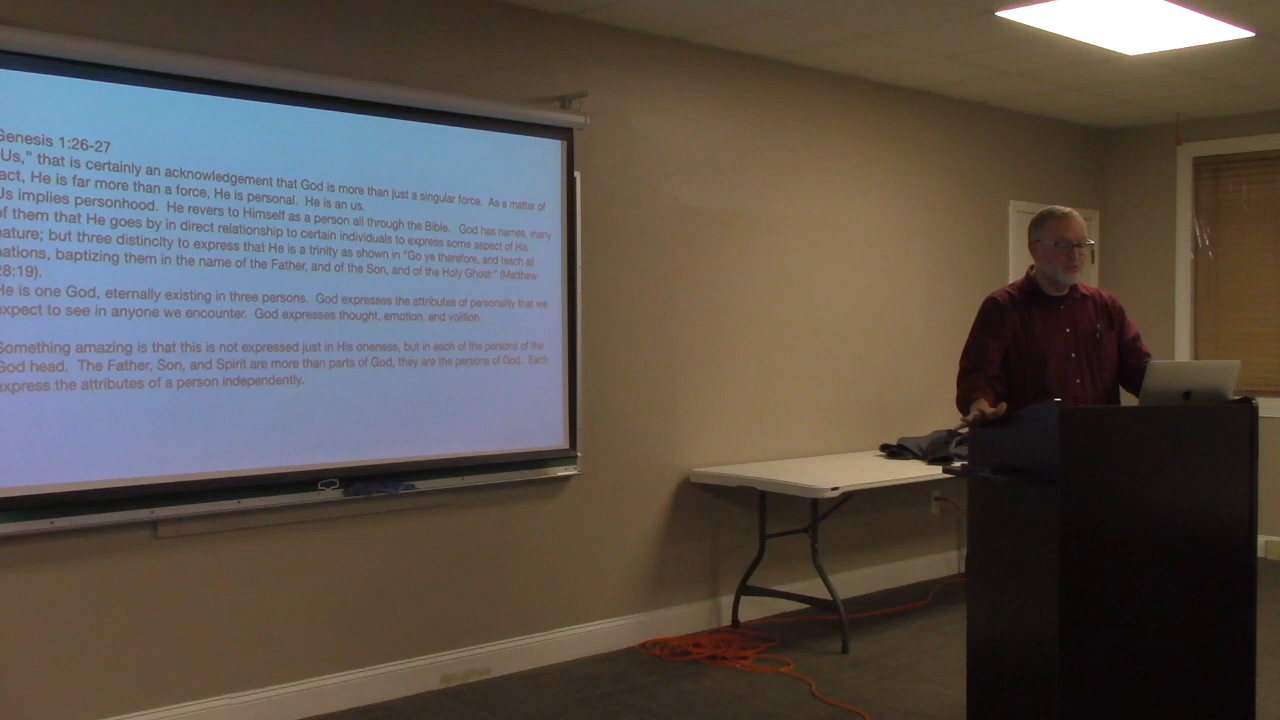 Genesis 1:26-27
Us," that is certainly an acknowledgement that God is more than just a singular force. As a matter of
fact, He is far more than a force, He is personal. He is an us.
Us implies personhood. He revers to Himself as a person all through the Bible. God has names, many
of them that He goes by in direct relationship to certain individuals to express some aspect of His
nature; but three distinclty to express that He is a trinity as shown in "Go ye therefore, and teach all
nations, baptizing them in the name of the Father, and of the Son, and of the Holy Ghost:" (Matthew
28:19).
He is one God, eternally existing in three persons. God expresses the attributes of personality that we
expect to see in anyone we encounter. God expresses thought, emotion, and volition.
Something amazing is that this is not expressed just in His oneness, but in each of the persons of the
God head. The Father, Son, and Spirit are more than parts of God, they are the persons of God. Each
express the attributes of a person independently.